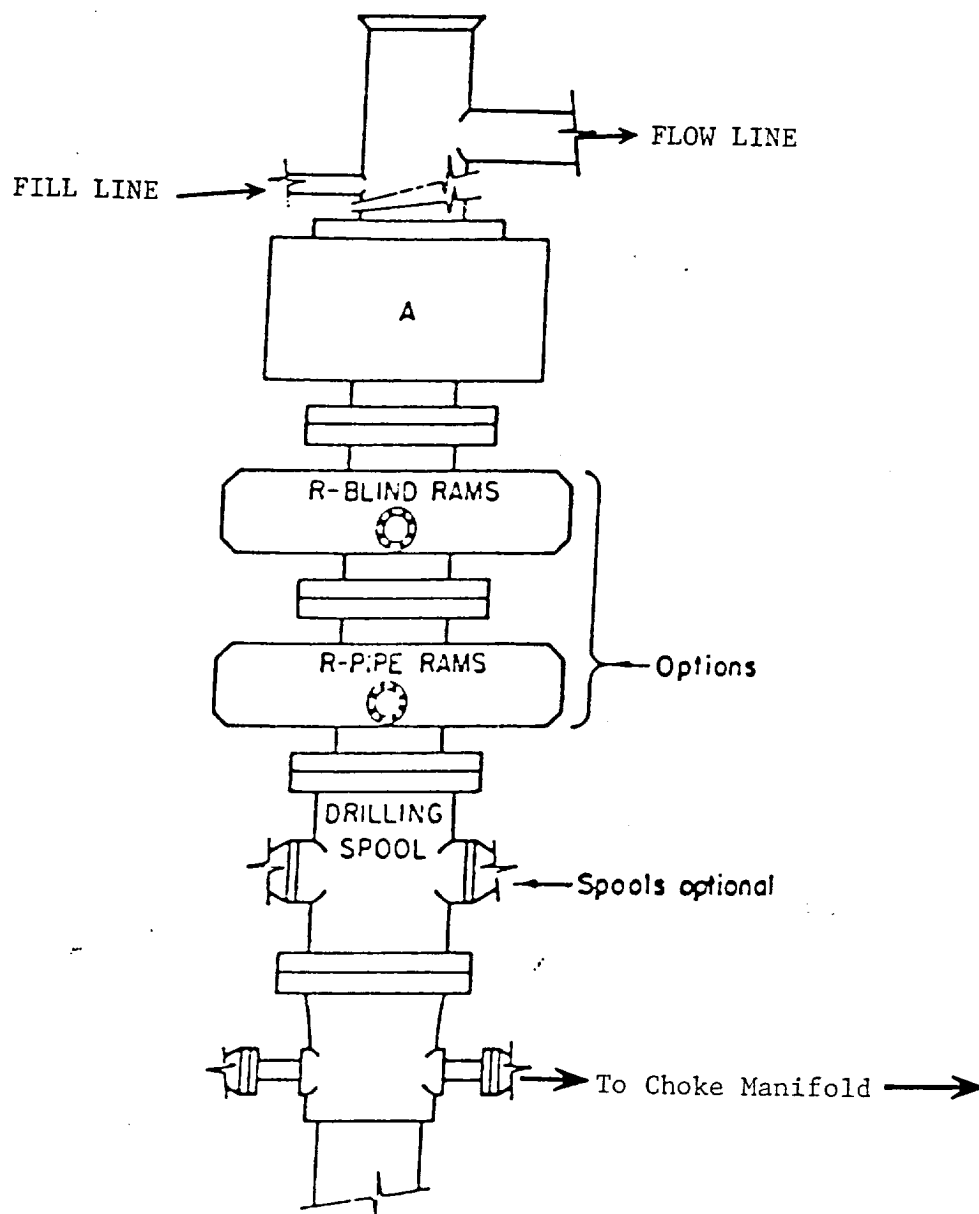 FLOW LINE
FILL LINE
A
R-BLIND RAMS
R-PIPE RAMS
Options
DRILLING
SPOOL
Spools optional
To Choke Manifold